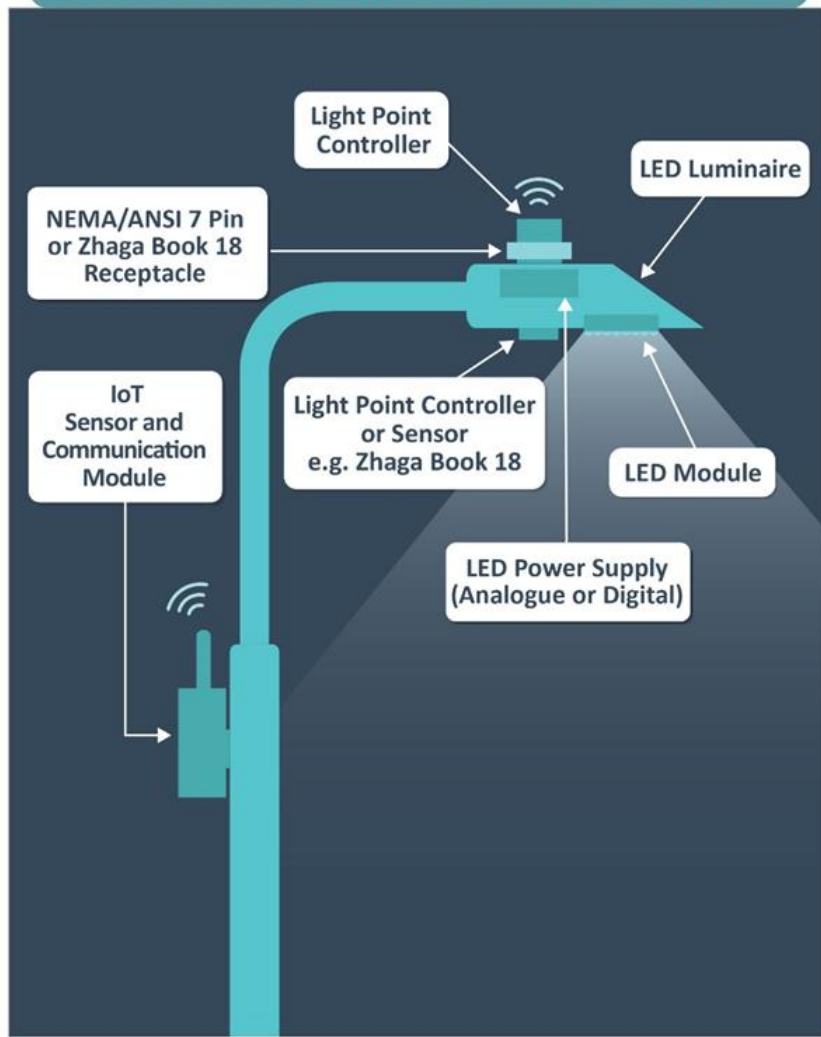 Light Point
Controller
LED Luminaire
NEMA/ANSI 7 Pin
or Zhaga Book 18
Receptacle
IoT
Sensor and
Communication
Module
Light Point Controller
or Sensor
e.g. Zhaga Book 18
LED Module
LED Power Supply
(Analogue or Digital)